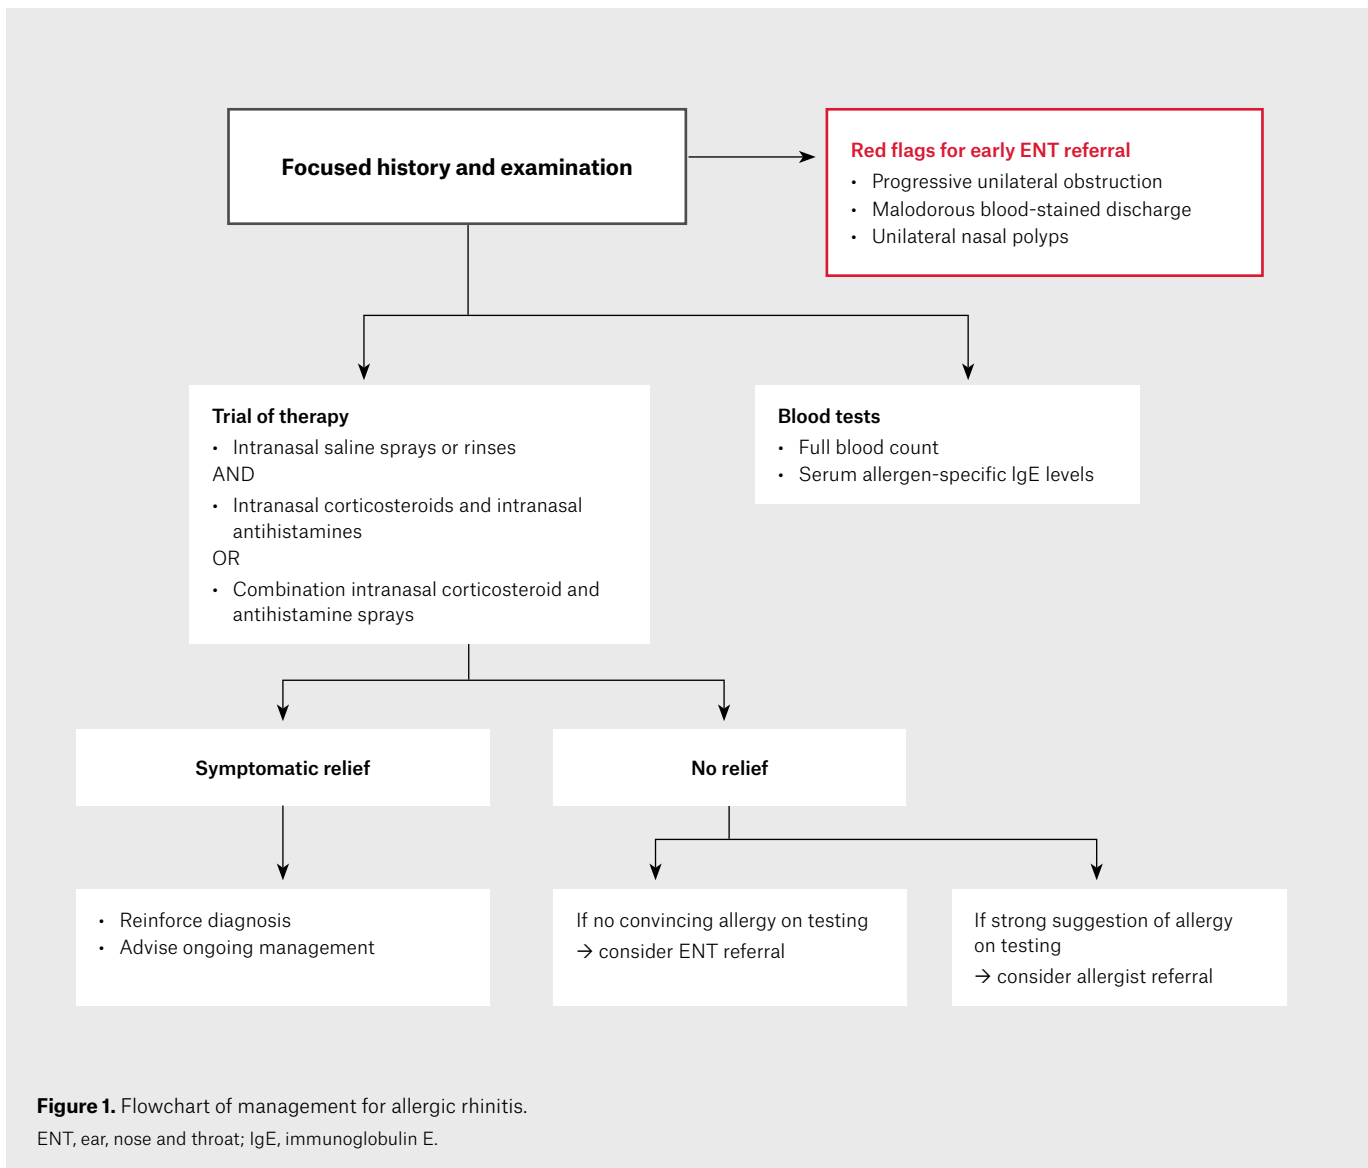 Focused history and examination
Red flags for early ENT referral
• Progressive unilateral obstruction
• Malodorous blood-stained discharge
• Unilateral nasal polyps
Trial of therapy
• Intranasal saline sprays or rinses
AND
• Intranasal corticosteroids and intranasal
antihistamines
OR
• Combination intranasal corticosteroid and
antihistamine sprays
Blood tests
• Full blood count
• Serum allergen-specific IgE levels
Symptomatic relief
No relief
• Reinforce diagnosis
• Advise ongoing management
If no convincing allergy on testing
→ consider ENT referral
If strong suggestion of allergy
on testing
→ consider allergist referral
Figure 1. Flowchart of management for allergic rhinitis.
ENT, ear, nose and throat; IgE, immunoglobulin E.